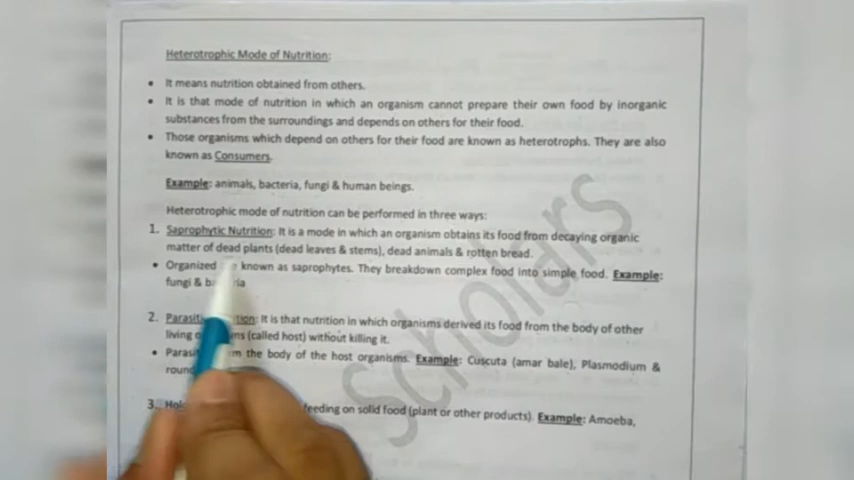 Heterotrophic Mode of Nutrition:
• It means nutrition obtained from others.
• It is that mode of nutrition in which an organism cannot prepare their own food by inorganic
substances from the surroundings and depends on others for their food.
• Those organisms which depend on others for their food are known as heterotrophs. They are also
known as Consumers.
Example: animals, bacteria, fungi & human beings.
Heterotrophic mode of nutrition can be performed in three ways:
1. Saprophytic Nutrition: It is a mode in which an organism obtains its food from decaying organic
matter of dead plants (dead leaves & stems), dead animals & rotten bread.
• Organized known as saprophytes. They breakdown complex food into simple food. Example:
fungi &
2. It is that nutrition in which organisms derived its food from the body of other
living (called host) without killing it.
• the body of the host organisms. Example: Cuscuta (amar bale), Plasmodium &
3. feeding on solid food (plant or other products). Example: Amoeba,
Scholars